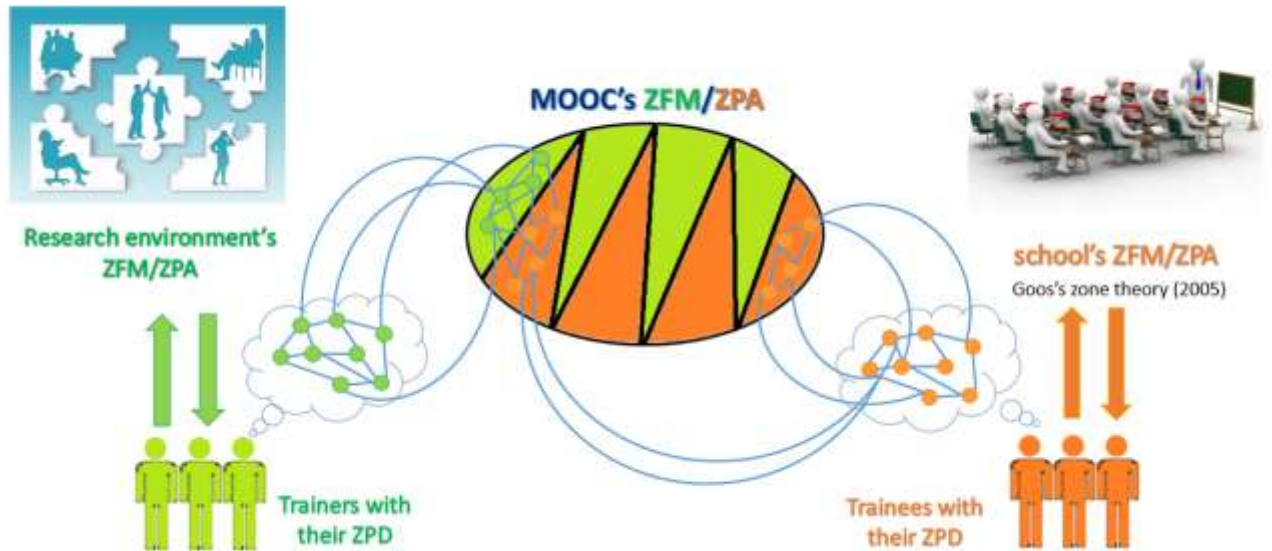 MOOC's ZFM/ZPA
Research environment's
ZFM/ZPA
school's ZFM/ZPA
Goos's zone theory (2005)
Trainers with
their ZPD
Trainees with
their ZPD